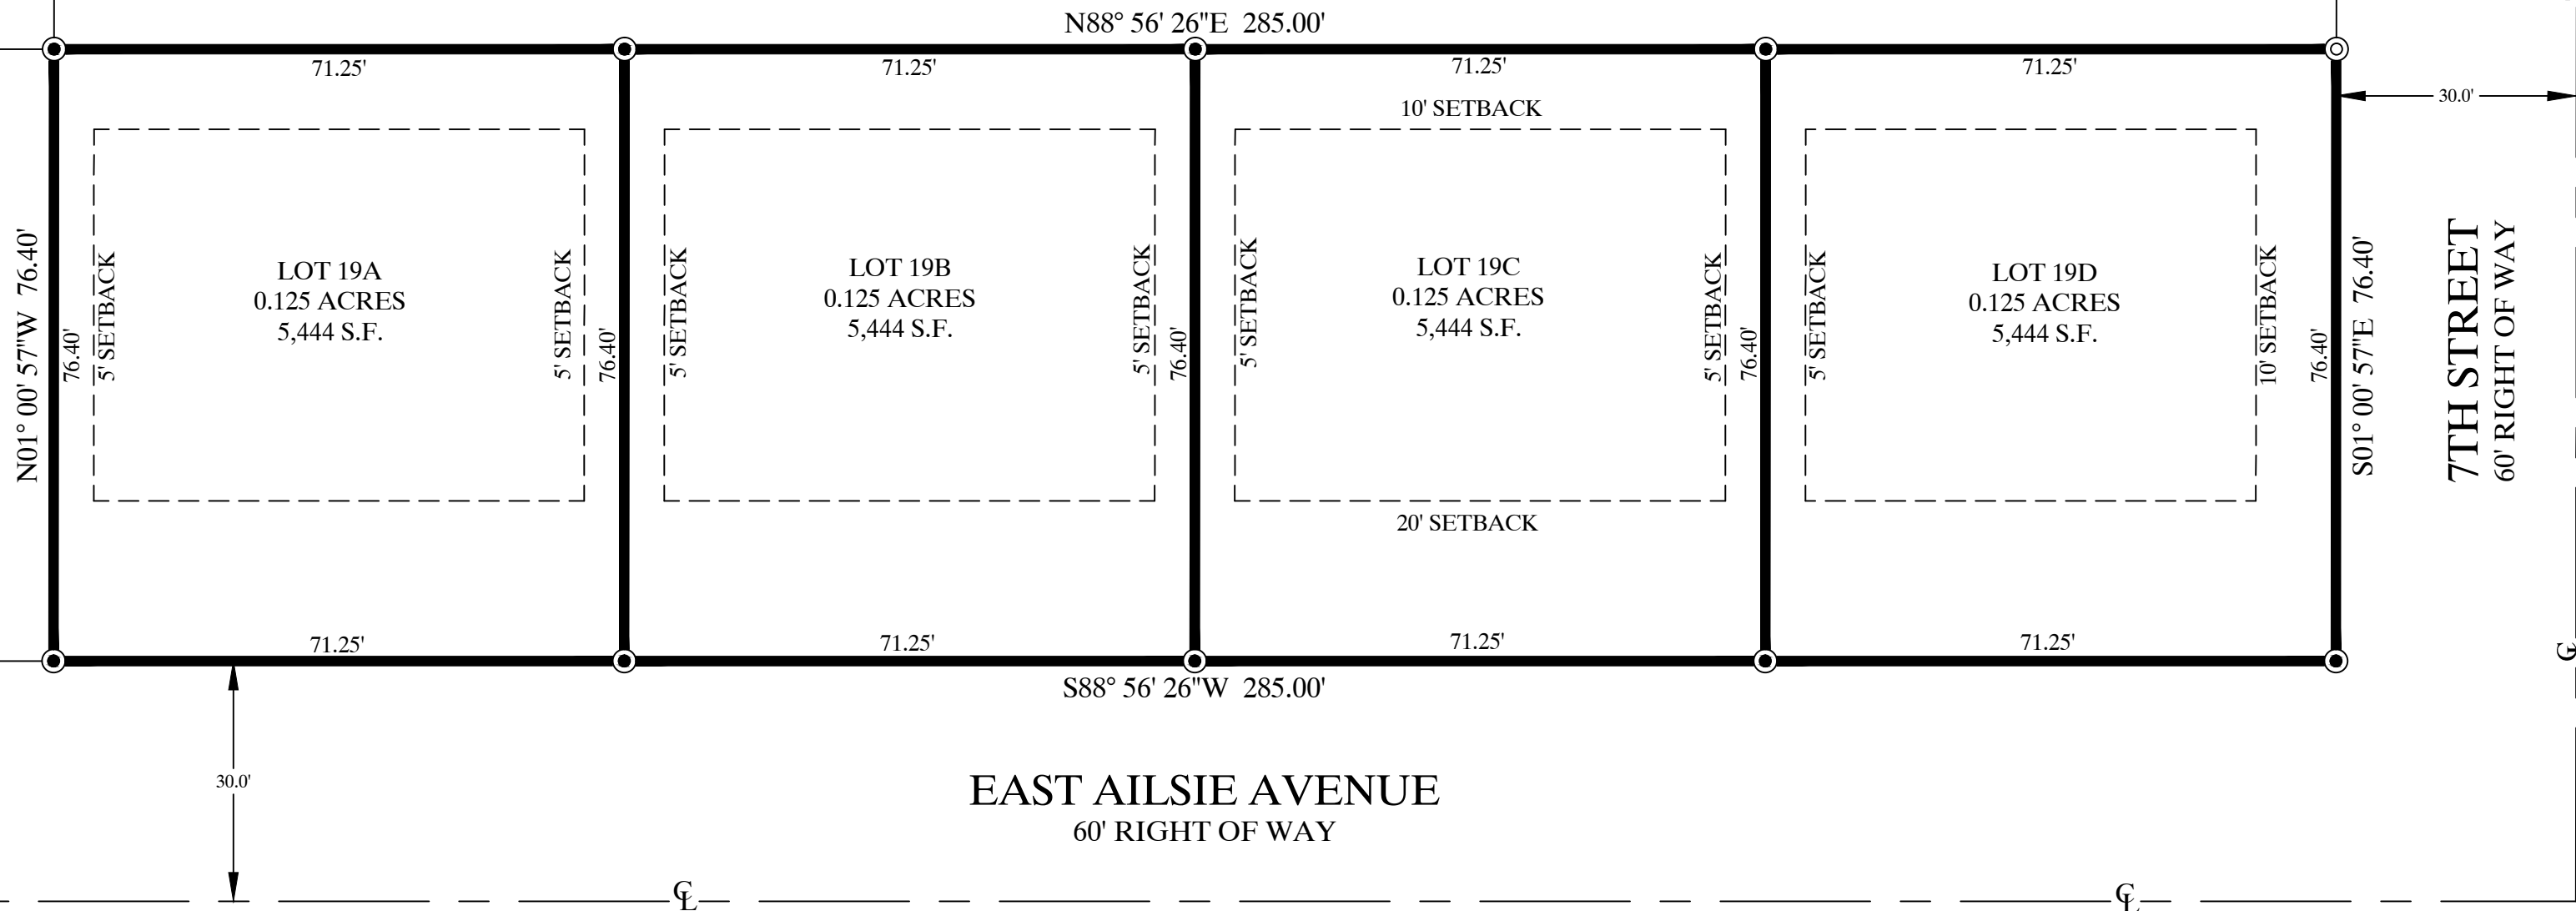 N88° 56' 26"E 285.00'
71.25'
71.25'
71.25'
71.25'
10' SETBACK
30.0'
N01° 00' 57"W 76.40'
76.40'
5' SETBACK
LOT 19A
0.125 ACRES
5,444 S.F.
5' SETBACK
76.40'
5' SETBACK
LOT 19B
0.125 ACRES
5,444 S.F.
5' SETBACK
76.40'
5' SETBACK
LOT 19C
0.125 ACRES
5,444 S.F.
5' SETBACK
76.40'
5' SETBACK
LOT 19D
0.125 ACRES
5,444 S.F.
10' SETBACK
76.40'
S01° 00' 57"E 76.40'
7TH STREET
60' RIGHT OF WAY
20' SETBACK
71.25'
71.25'
71.25'
71.25'
℄
S88° 56' 26"W 285.00'
30.0'
EAST AILSIE AVENUE
60' RIGHT OF WAY
℄
℄